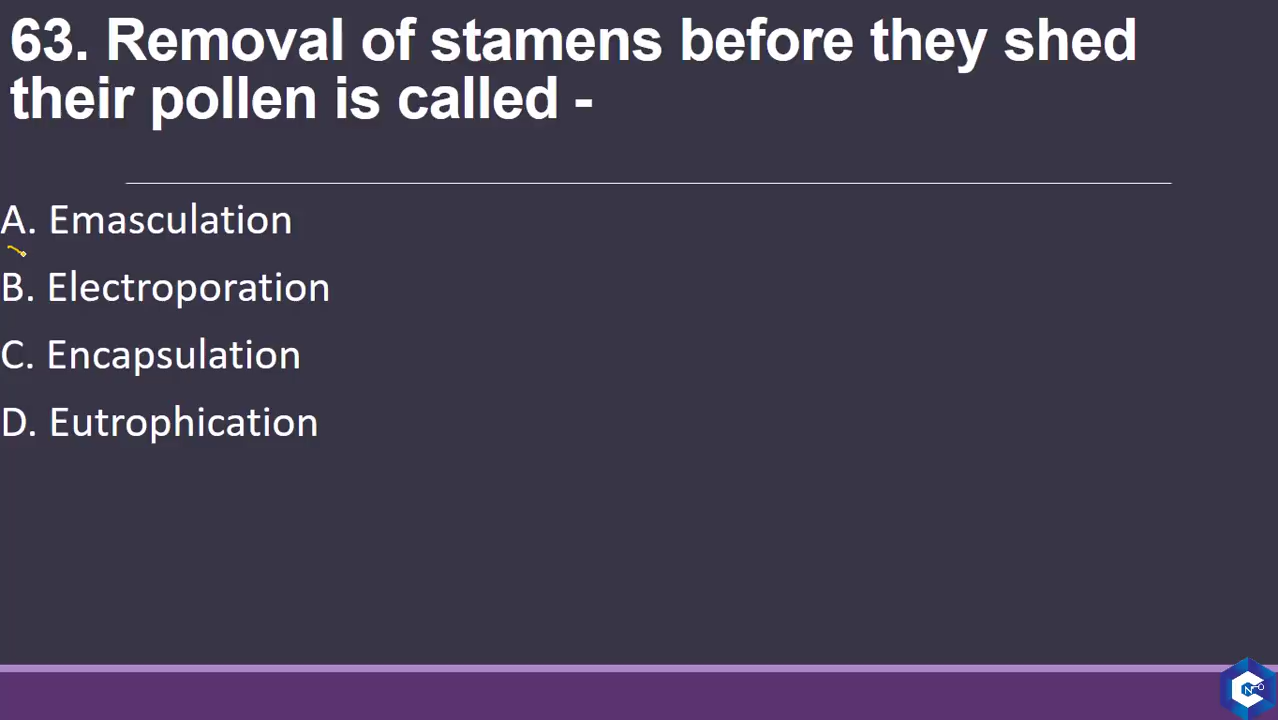 63. Removal of stamens before they shed
their pollen is called -
A. Emasculation
B. Electroporation
C. Encapsulation
D. Eutrophication